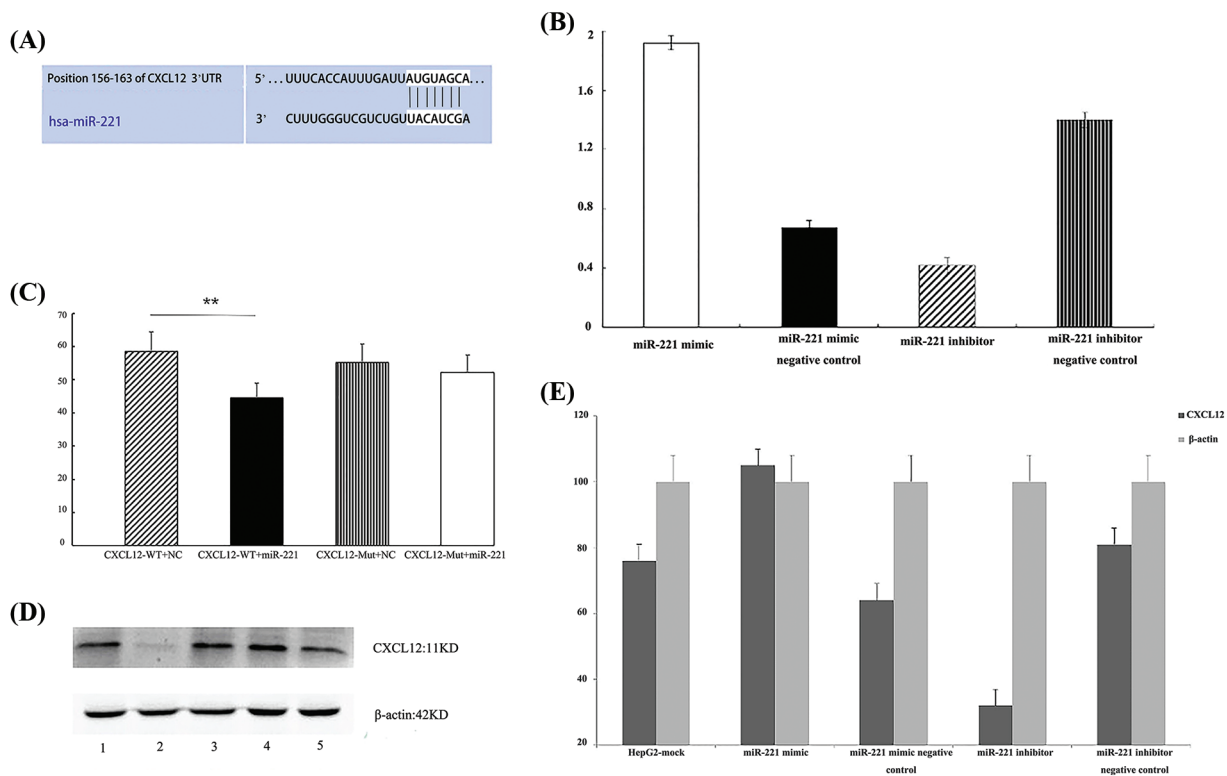 (A)
Position 156-163 of CXCL12 3'UTR
5' ... UUUCACCAUUUGAUUAUGUAGCA...
hsa-miR-221
3' CUUUGGGUCGUCUGUUACAUCGA
(B)
2
1.6
1.2
0.8
0.4
0
miR-221 mimic
miR-221 mimic
negative control
miR-221 inhibitor
miR-221 inhibitor
negative control
(C)
**
70
60
50
40
30
20
10
0
CXCL12-WT+NC
CXCL12-WT+miR-221
CXCL12-Mut+NC
CXCL12-Mut+miR-221
(D)
CXCL12:11KD
β-actin:42KD
1 2 3 4 5
(E)
120
100
80
60
40
20
CXCL12
β-actin
HepG2-mock
miR-221 mimic
miR-221 mimic negative
control
miR-221 inhibitor
miR-221 inhibitor
negative control